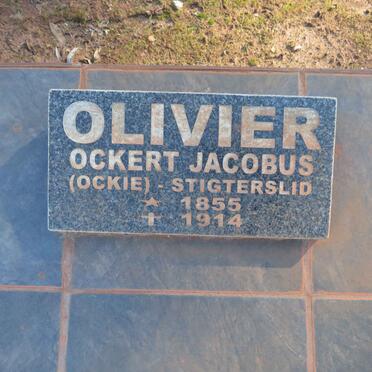 OLIVIER
OCKERT JACOBUS
(OCKIE) - STIGTERSLID
★ 1855
✝ 1914